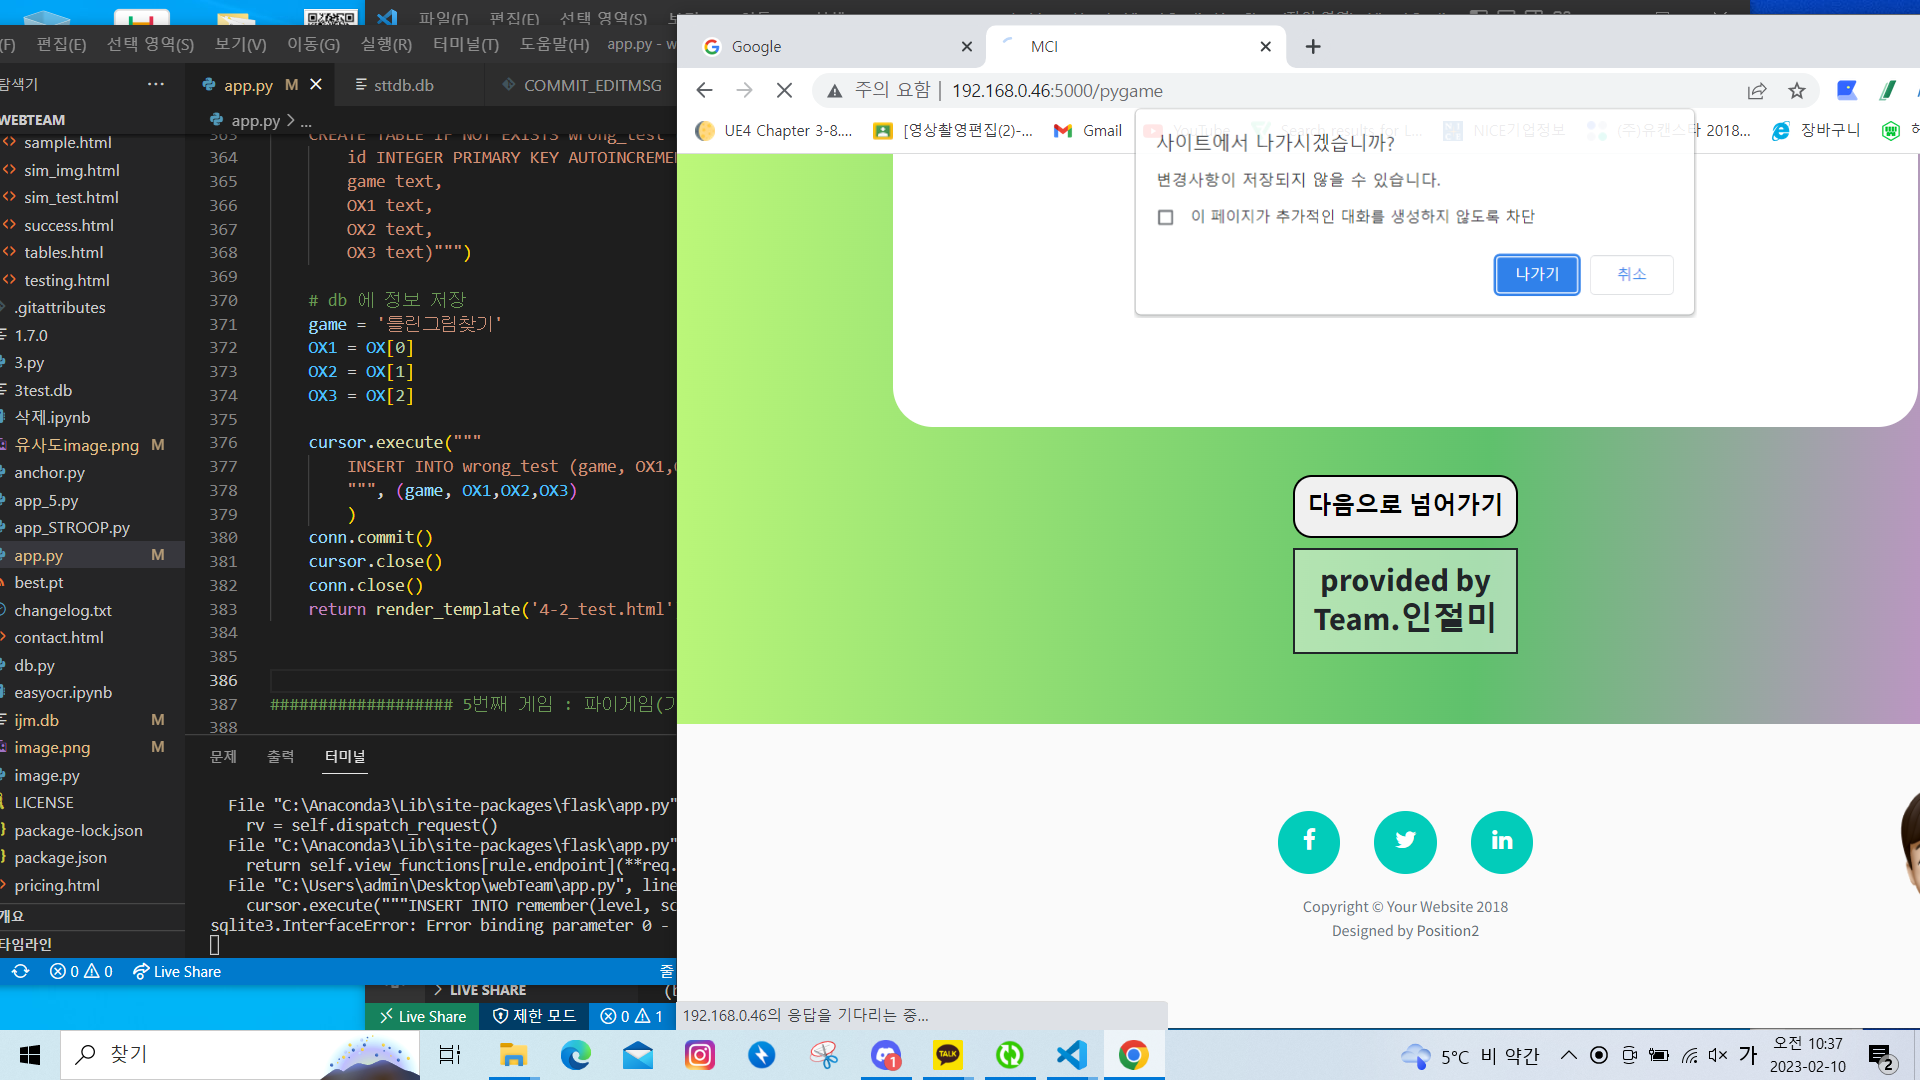 파일(F) 편집(E) 선택 영역(S)
(F) 편집(E) 선택 영역(S) 보기(V) 이동(G) 실행(R) 터미널(T) 도움말(H) app.py - w
탐색기 ···
app.py M
sttdb.db
COMMIT_EDITMSG
WEBTEAM
app.py > ...
sample.html
sim_img.html
sim_test.html
success.html
tables.html
testing.html
.gitattributes
1.7.0
3.py
3test.db
삭제.ipynb
유사도image.png M
anchor.py
app_5.py
app_STROOP.py
app.py M
best.pt
changelog.txt
contact.html
db.py
easyocr.ipynb
ijm.db M
image.png M
image.py
LICENSE
package-lock.json
package.json
pricing.html
개요
타임라인
363 CREATE TABLE IF NOT EXISTS wrong_test
364 id INTEGER PRIMARY KEY AUTOINCREMEN
365 game text,
366 OX1 text,
367 OX2 text,
368 OX3 text)""")
369
370 # db 에 정보 저장
371 game = '틀린그림찾기'
372 OX1 = OX[0]
373 OX2 = OX[1]
374 OX3 = OX[2]
375
376 cursor.execute("""
377 INSERT INTO wrong_test (game, OX1,
378 """, (game, OX1,OX2,OX3)
379 )
380 conn.commit()
381 cursor.close()
382 conn.close()
383 return render_template('4-2_test.html'
384
385
386
387 ################### 5번째 게임 : 파이게임(
388
문제 출력 터미널
File "C:\Anaconda3\Lib\site-packages\flask\app.py"
rv = self.dispatch_request()
File "C:\Anaconda3\Lib\site-packages\flask\app.py"
return self.view_functions[rule.endpoint](**req.
File "C:\Users\admin\Desktop\webTeam\app.py", line
cursor.execute("""INSERT INTO remember(level, sc
sqlite3.InterfaceError: Error binding parameter 0 -
0 0 Live Share 줄
LIVE SHARE
Live Share 제한 모드 0 1
Google
MCI
주의 요함 | 192.168.0.46:5000/pygame
UE4 Chapter 3-8....
[영상촬영편집(2)-...
Gmail
YouTube
Search results for L...
NICE기업정보
(주)유캔스타 2018...
장바구니
사이트에서 나가시겠습니까?
변경사항이 저장되지 않을 수 있습니다.
이 페이지가 추가적인 대화를 생성하지 않도록 차단
나가기 취소
다음으로 넘어가기
provided by
Team.인절미
Copyright © Your Website 2018
Designed by Position2
192.168.0.46의 응답을 기다리는 중...
찾기
1
TALK
5°C 비 약간
가
오전 10:37
2023-02-10
2